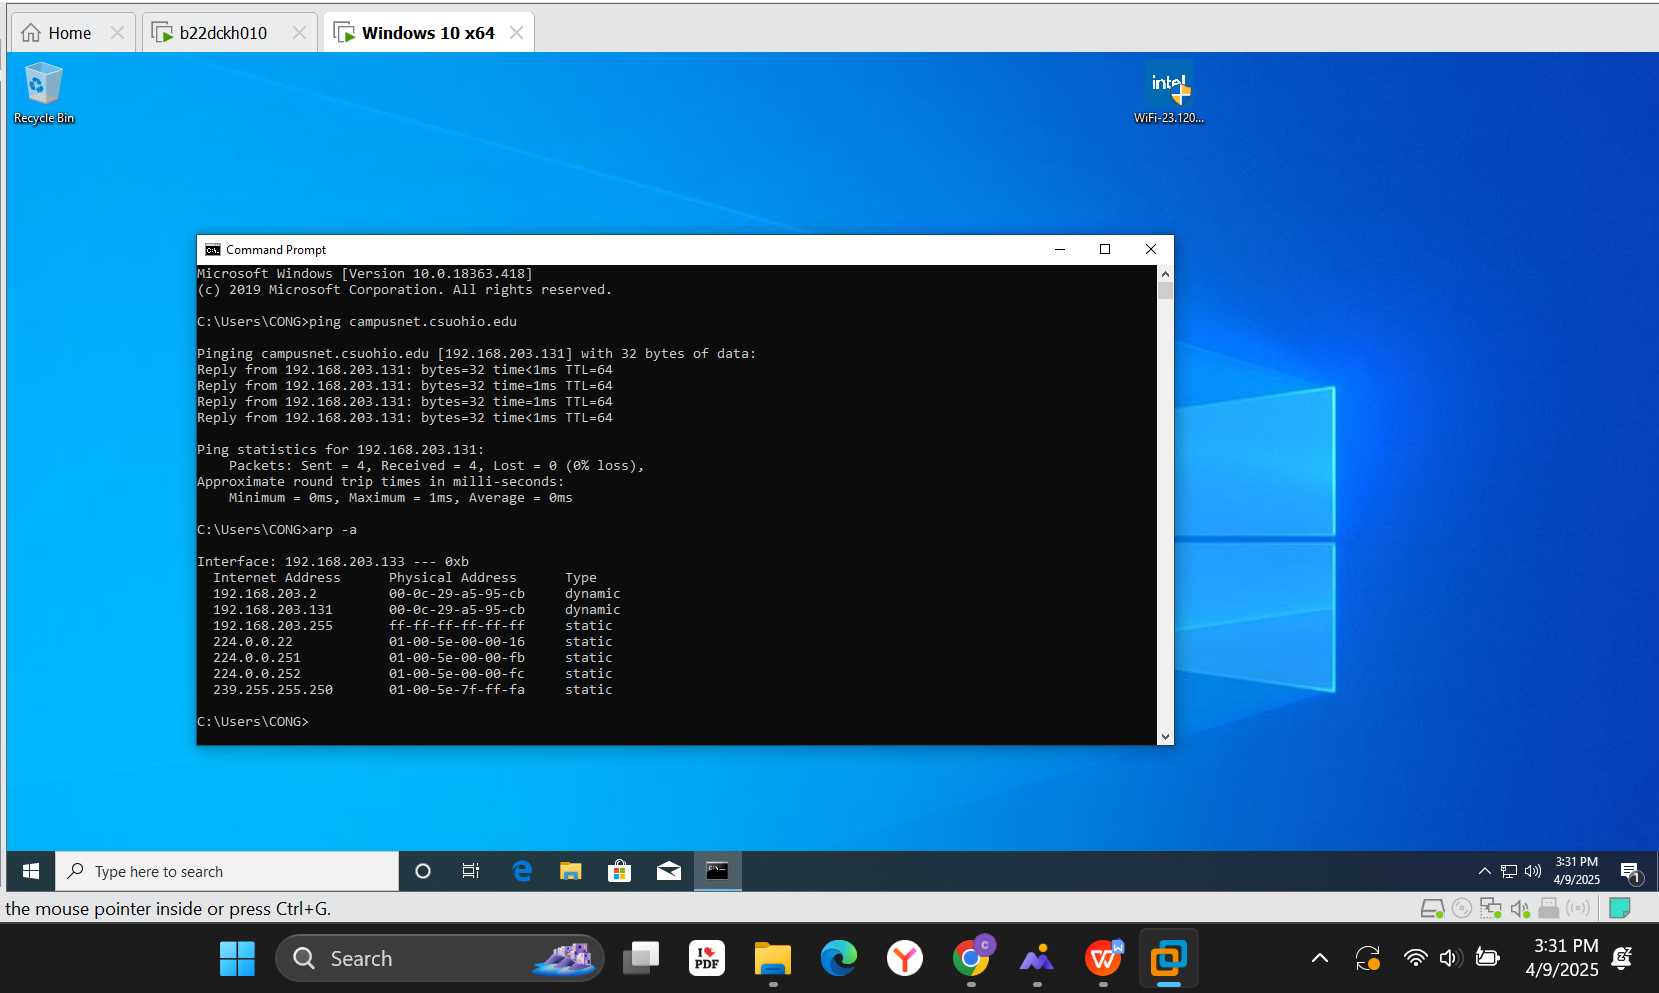 Home
b22dckh010
Windows 10 x64
Recycle Bin
intel
WiFi-23.120...
Command Prompt
Microsoft Windows [Version 10.0.18363.418]
(c) 2019 Microsoft Corporation. All rights reserved.
C:\Users\CONG>ping campusnet.csuohio.edu
Pinging campusnet.csuohio.edu [192.168.203.131] with 32 bytes of data:
Reply from 192.168.203.131: bytes=32 time<1ms TTL=64
Reply from 192.168.203.131: bytes=32 time=1ms TTL=64
Reply from 192.168.203.131: bytes=32 time=1ms TTL=64
Reply from 192.168.203.131: bytes=32 time<1ms TTL=64
Ping statistics for 192.168.203.131:
Packets: Sent = 4, Received = 4, Lost = 0 (0% loss),
Approximate round trip times in milli-seconds:
Minimum = 0ms, Maximum = 1ms, Average = 0ms
C:\Users\CONG>arp -a
Interface: 192.168.203.133 --- 0xb
Internet Address Physical Address Type
192.168.203.2 00-0c-29-a5-95-cb dynamic
192.168.203.131 00-0c-29-a5-95-cb dynamic
192.168.203.255 ff-ff-ff-ff-ff-ff static
224.0.0.22 01-00-5e-00-00-16 static
224.0.0.251 01-00-5e-00-00-fb static
224.0.0.252 01-00-5e-00-00-fc static
239.255.255.250 01-00-5e-7f-ff-fa static
C:\Users\CONG>
Type here to search
3:31 PM
4/9/2025
1
the mouse pointer inside or press Ctrl+G.
Search
I PDF
C
W
3:31 PM
4/9/2025